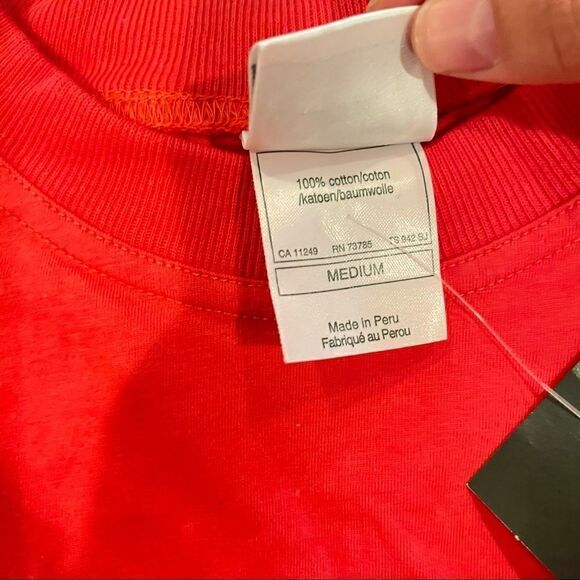 100% cotton/coton
/katoen/baumwolle
CA 11249 RN 73785 TS 942 SJ
MEDIUM
Made in Peru
Fabriqué au Perou